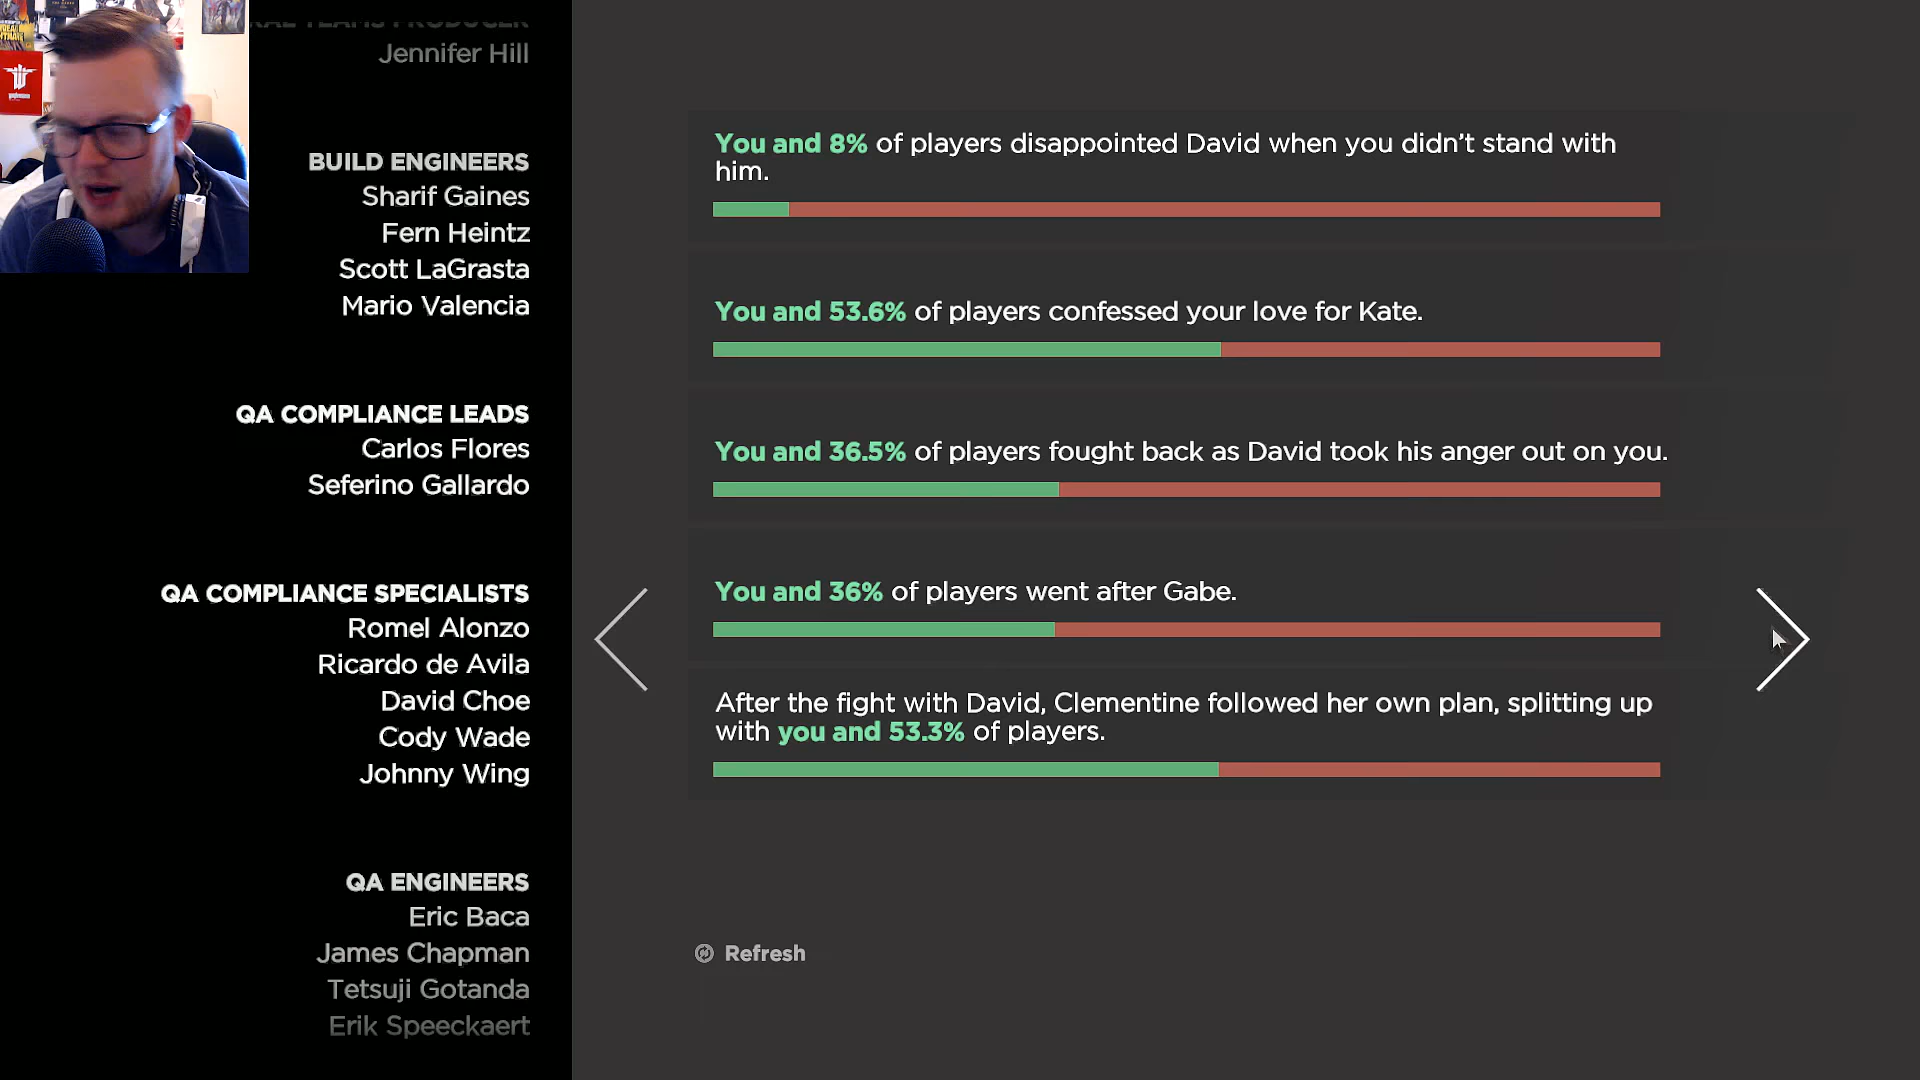 Jennifer Hill
BUILD ENGINEERS
Sharif Gaines
Fern Heintz
Scott LaGrasta
Mario Valencia
QA COMPLIANCE LEADS
Carlos Flores
Seferino Gallardo
QA COMPLIANCE SPECIALISTS
Romel Alonzo
Ricardo de Avila
David Choe
Cody Wade
Johnny Wing
QA ENGINEERS
Eric Baca
James Chapman
Tetsuji Gotanda
Erik Speeckaert
You and 8% of players disappointed David when you didn’t stand with
him.
You and 53.6% of players confessed your love for Kate.
You and 36.5% of players fought back as David took his anger out on you.
You and 36% of players went after Gabe.
After the fight with David, Clementine followed her own plan, splitting up
with you and 53.3% of players.
Refresh